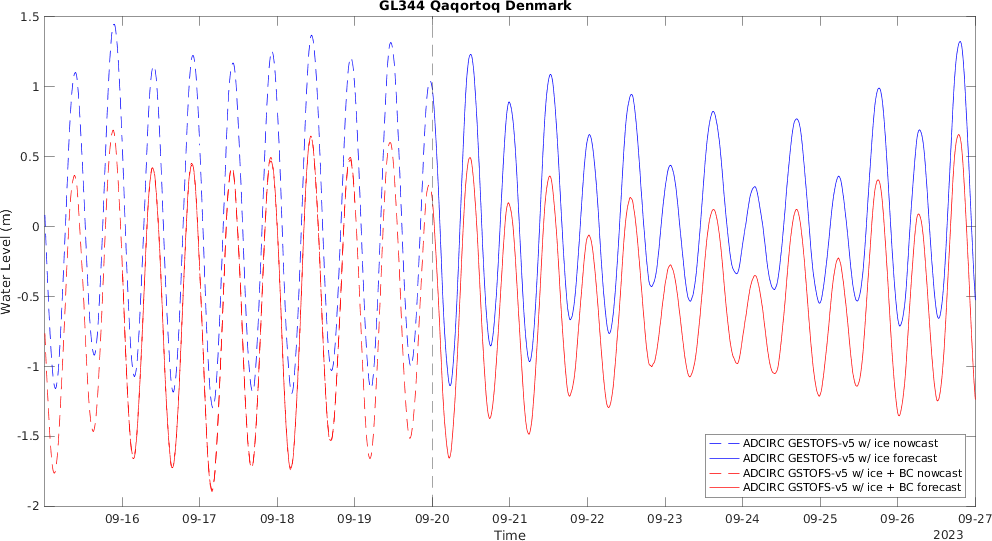 GL344 Qaqortoq Denmark
1.5
1
0.5
0
-0.5
-1
-1.5
-2
Water Level (m)
ADCIRC GESTOFS-v5 w/ ice nowcast
ADCIRC GESTOFS-v5 w/ ice forecast
ADCIRC GSTOFS-v5 w/ ice + BC nowcast
ADCIRC GSTOFS-v5 w/ ice + BC forecast
09-16 09-17 09-18 09-19 09-20 09-21 09-22 09-23 09-24 09-25 09-26 09-27
Time
2023